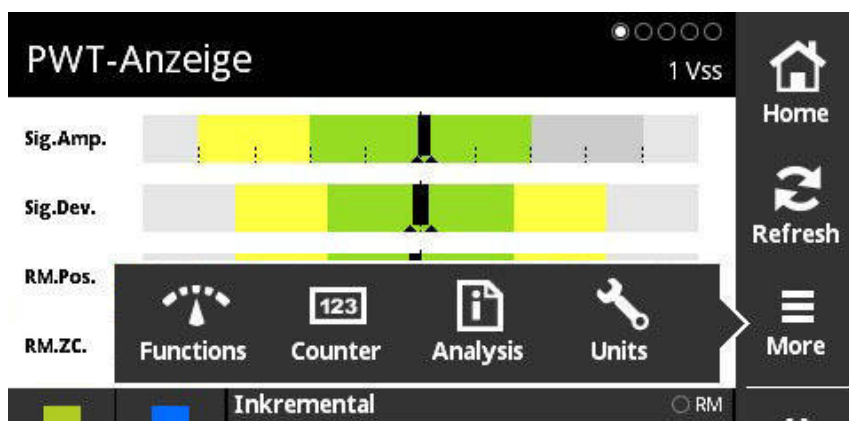 PWT-Anzeige
1 Vss
Home
Sig.Amp.
Refresh
Sig.Dev.
RM.Pos.
123
Functions
Counter
Analysis
Units
More
RM.ZC.
Inkremental
RM